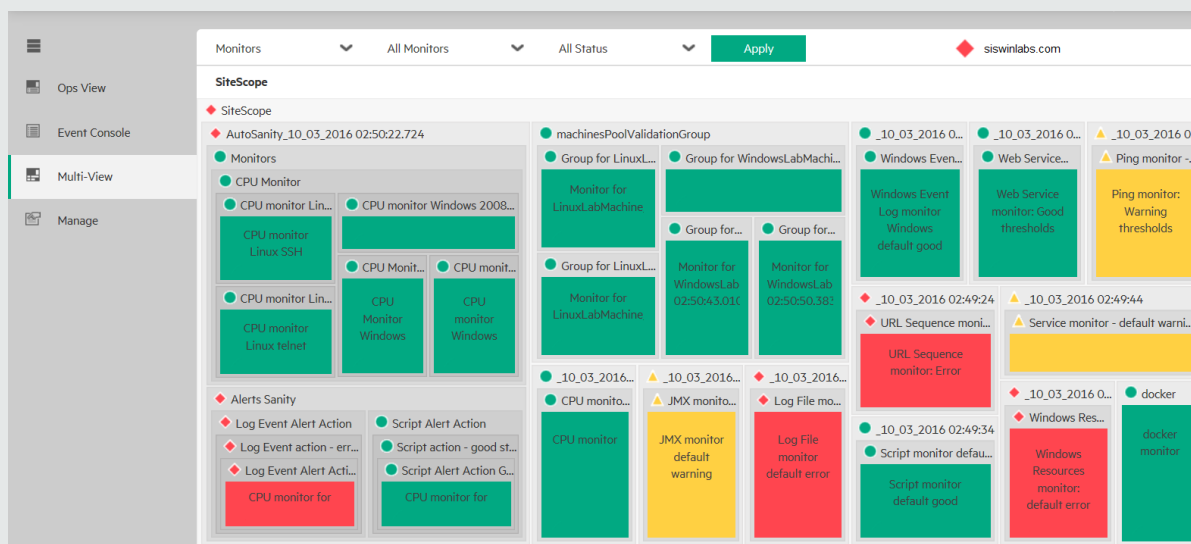 Monitors
All Monitors
All Status
Apply
siswinlabs.com
Ops View
Event Console
Multi-View
Manage
SiteScope
SiteScope
AutoSanity_10_03_2016 02:50:22.724
Monitors
CPU Monitor
CPU monitor Lin...
CPU monitor
Linux SSH
CPU monitor Windows 2008...
CPU monitor Lin...
CPU monitor
Linux telnet
CPU Monit...
CPU
Monitor
Windows
CPU monit...
CPU
monitor
Windows
Alerts Sanity
Log Event Alert Action
Log Event action - err...
Log Event Alert Acti...
CPU monitor for
Script Alert Action
Script action - good st...
Script Alert Action G...
CPU monitor for
machinesPoolValidationGroup
Group for LinuxL...
Monitor for
LinuxLabMachine
Group for WindowsLabMachi...
Group for LinuxL...
Monitor for
LinuxLabMachine
Group for...
Monitor for
WindowsLab
02:50:43.010
Group for...
Monitor for
WindowsLab
02:50:50.383
_10_03_2016...
CPU monito...
CPU monitor
_10_03_2016...
JMX monito...
JMX monitor
default
warning
_10_03_2016...
Log File mo...
Log File
monitor
default error
_10_03_2016 0...
Windows Even...
Windows Event
Log monitor
Windows
default good
_10_03_2016 0...
Web Service...
Web Service
monitor: Good
thresholds
_10_03_2016 0
Ping monitor -
Ping monitor:
Warning
thresholds
_10_03_2016 02:49:24
URL Sequence moni...
URL Sequence
monitor: Error
_10_03_2016 02:49:44
Service monitor - default warni...
_10_03_2016 02:49:34
Script monitor defau...
Script monitor
default good
_10_03_2016 0...
Windows Res...
Windows
Resources
monitor:
default error
docker
docker
monitor